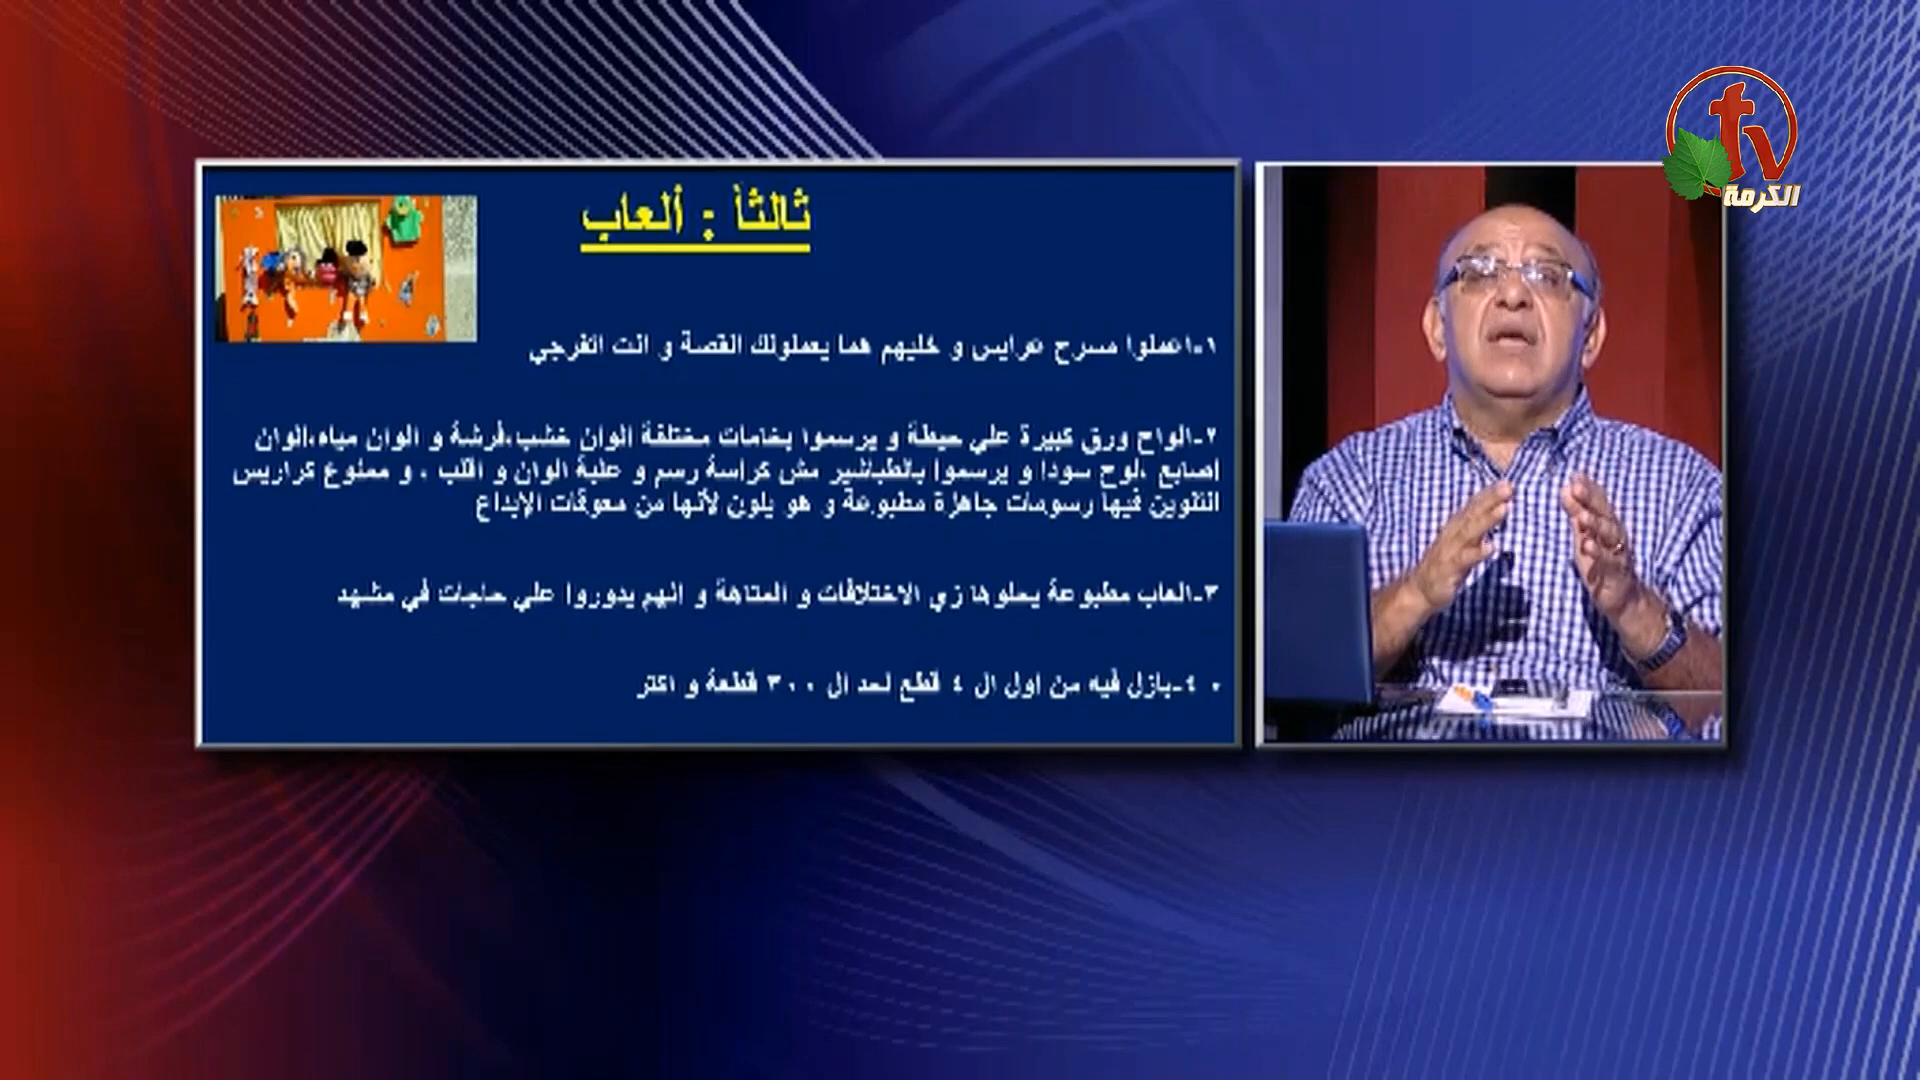 ثالثاً : ألعاب
١-اعملوا مسرح عرايس و خليهم هما يعملولك القصة و انت اتفرجي
٢-الواح ورق كبيرة علي حيطة و يرسموا بخامات مختلفة الوان خشب،فرشة و الوان مياه،الوان
اصابع ،لوح سودا و يرسموا بالطباشير مش كراسة رسم و علبة الوان و اقلب ، و ممنوع كراريس
التلوين فيها رسومات جاهزة مطبوعة و هو يلون لأنها من معوقات الإبداع
٣-العاب مطبوعة يحلوها زي الاختلافات و المتاهة و انهم يدوروا علي حاجات في مشهد
٤-بازل فيه من اول ال ٤ قطع لحد ال ٣٠٠ قطعة و اكتر
tv
الكرمة